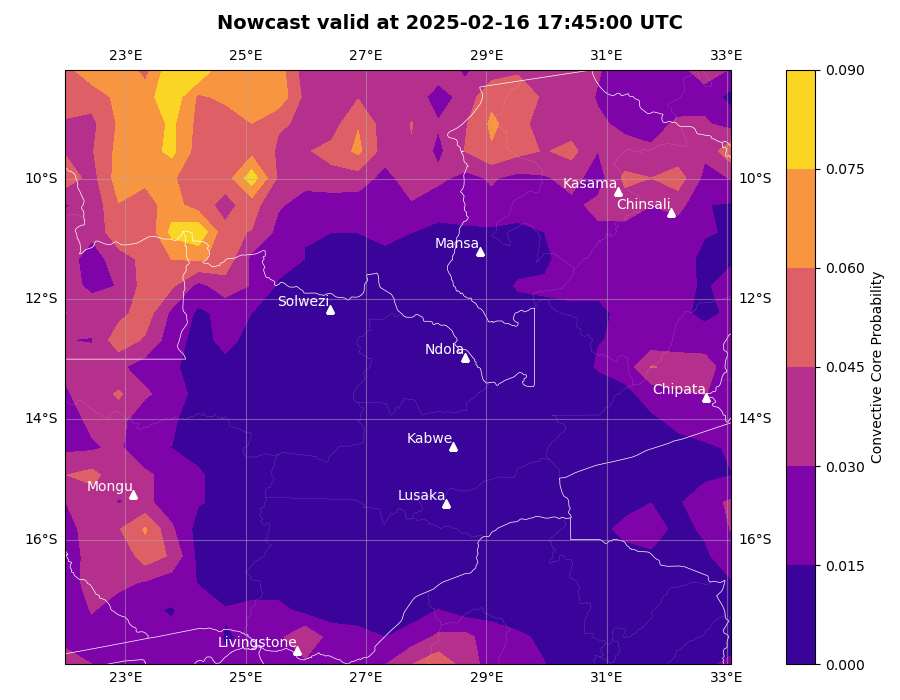 Nowcast valid at 2025-02-16 17:45:00 UTC
23°E 25°E 27°E 29°E 31°E 33°E
0.090
0.075
0.060
0.045
0.030
0.015
0.000
Convective Core Probability
10°S 10°S
12°S 12°S
14°S 14°S
16°S 16°S
Kasama
Chinsali
Mansa
Solwezi
Ndola
Chipata
Kabwe
Mongu
Lusaka
Livingstone
23°E 25°E 27°E 29°E 31°E 33°E